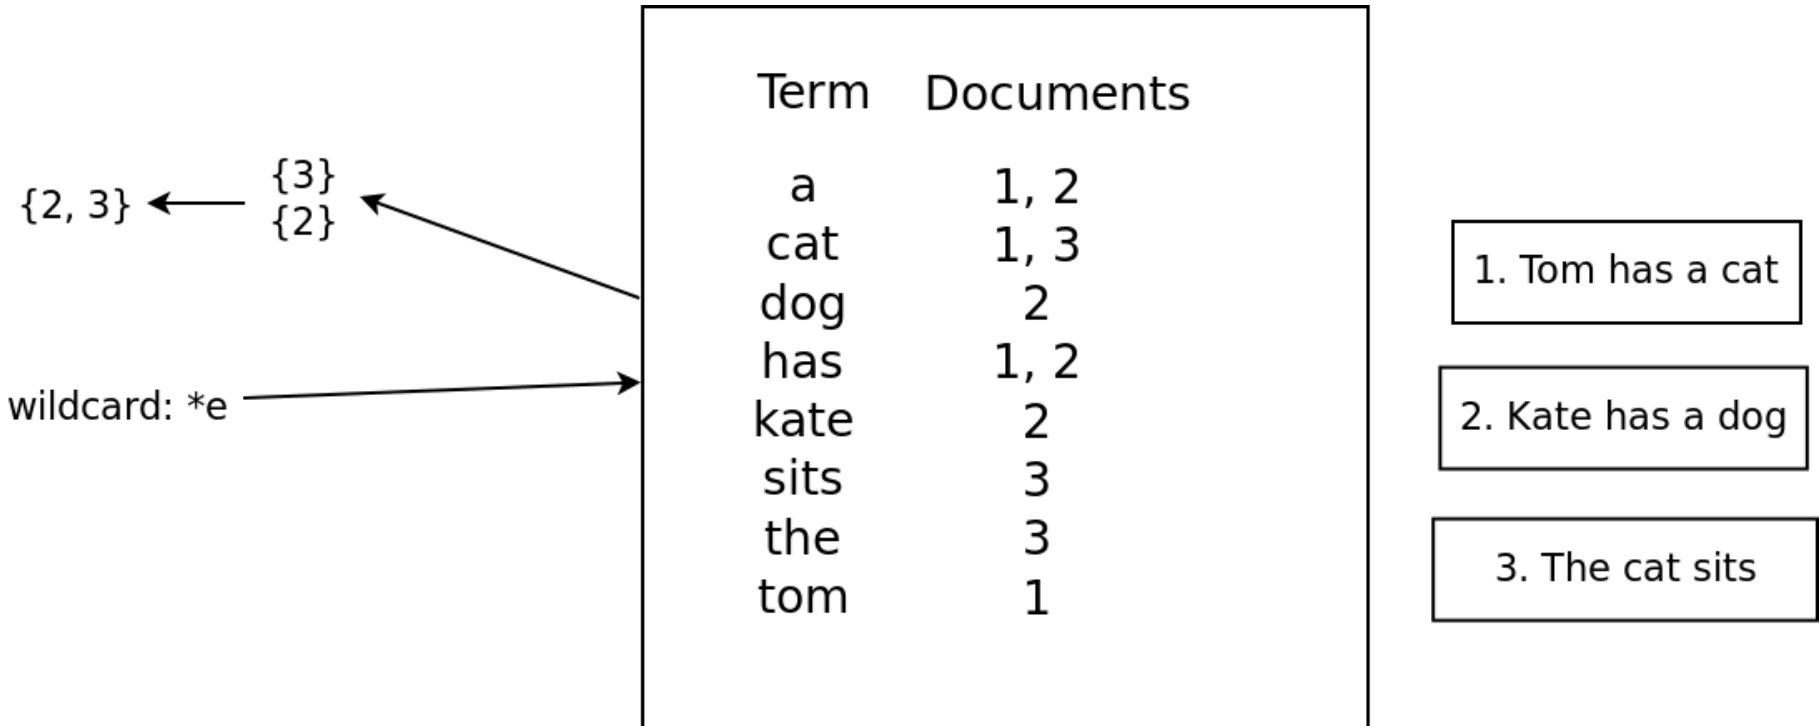 Term Documents
a 1, 2
cat 1, 3
dog 2
has 1, 2
kate 2
sits 3
the 3
tom 1
{3}
{2}
{2, 3}
wildcard: *e
1. Tom has a cat
2. Kate has a dog
3. The cat sits